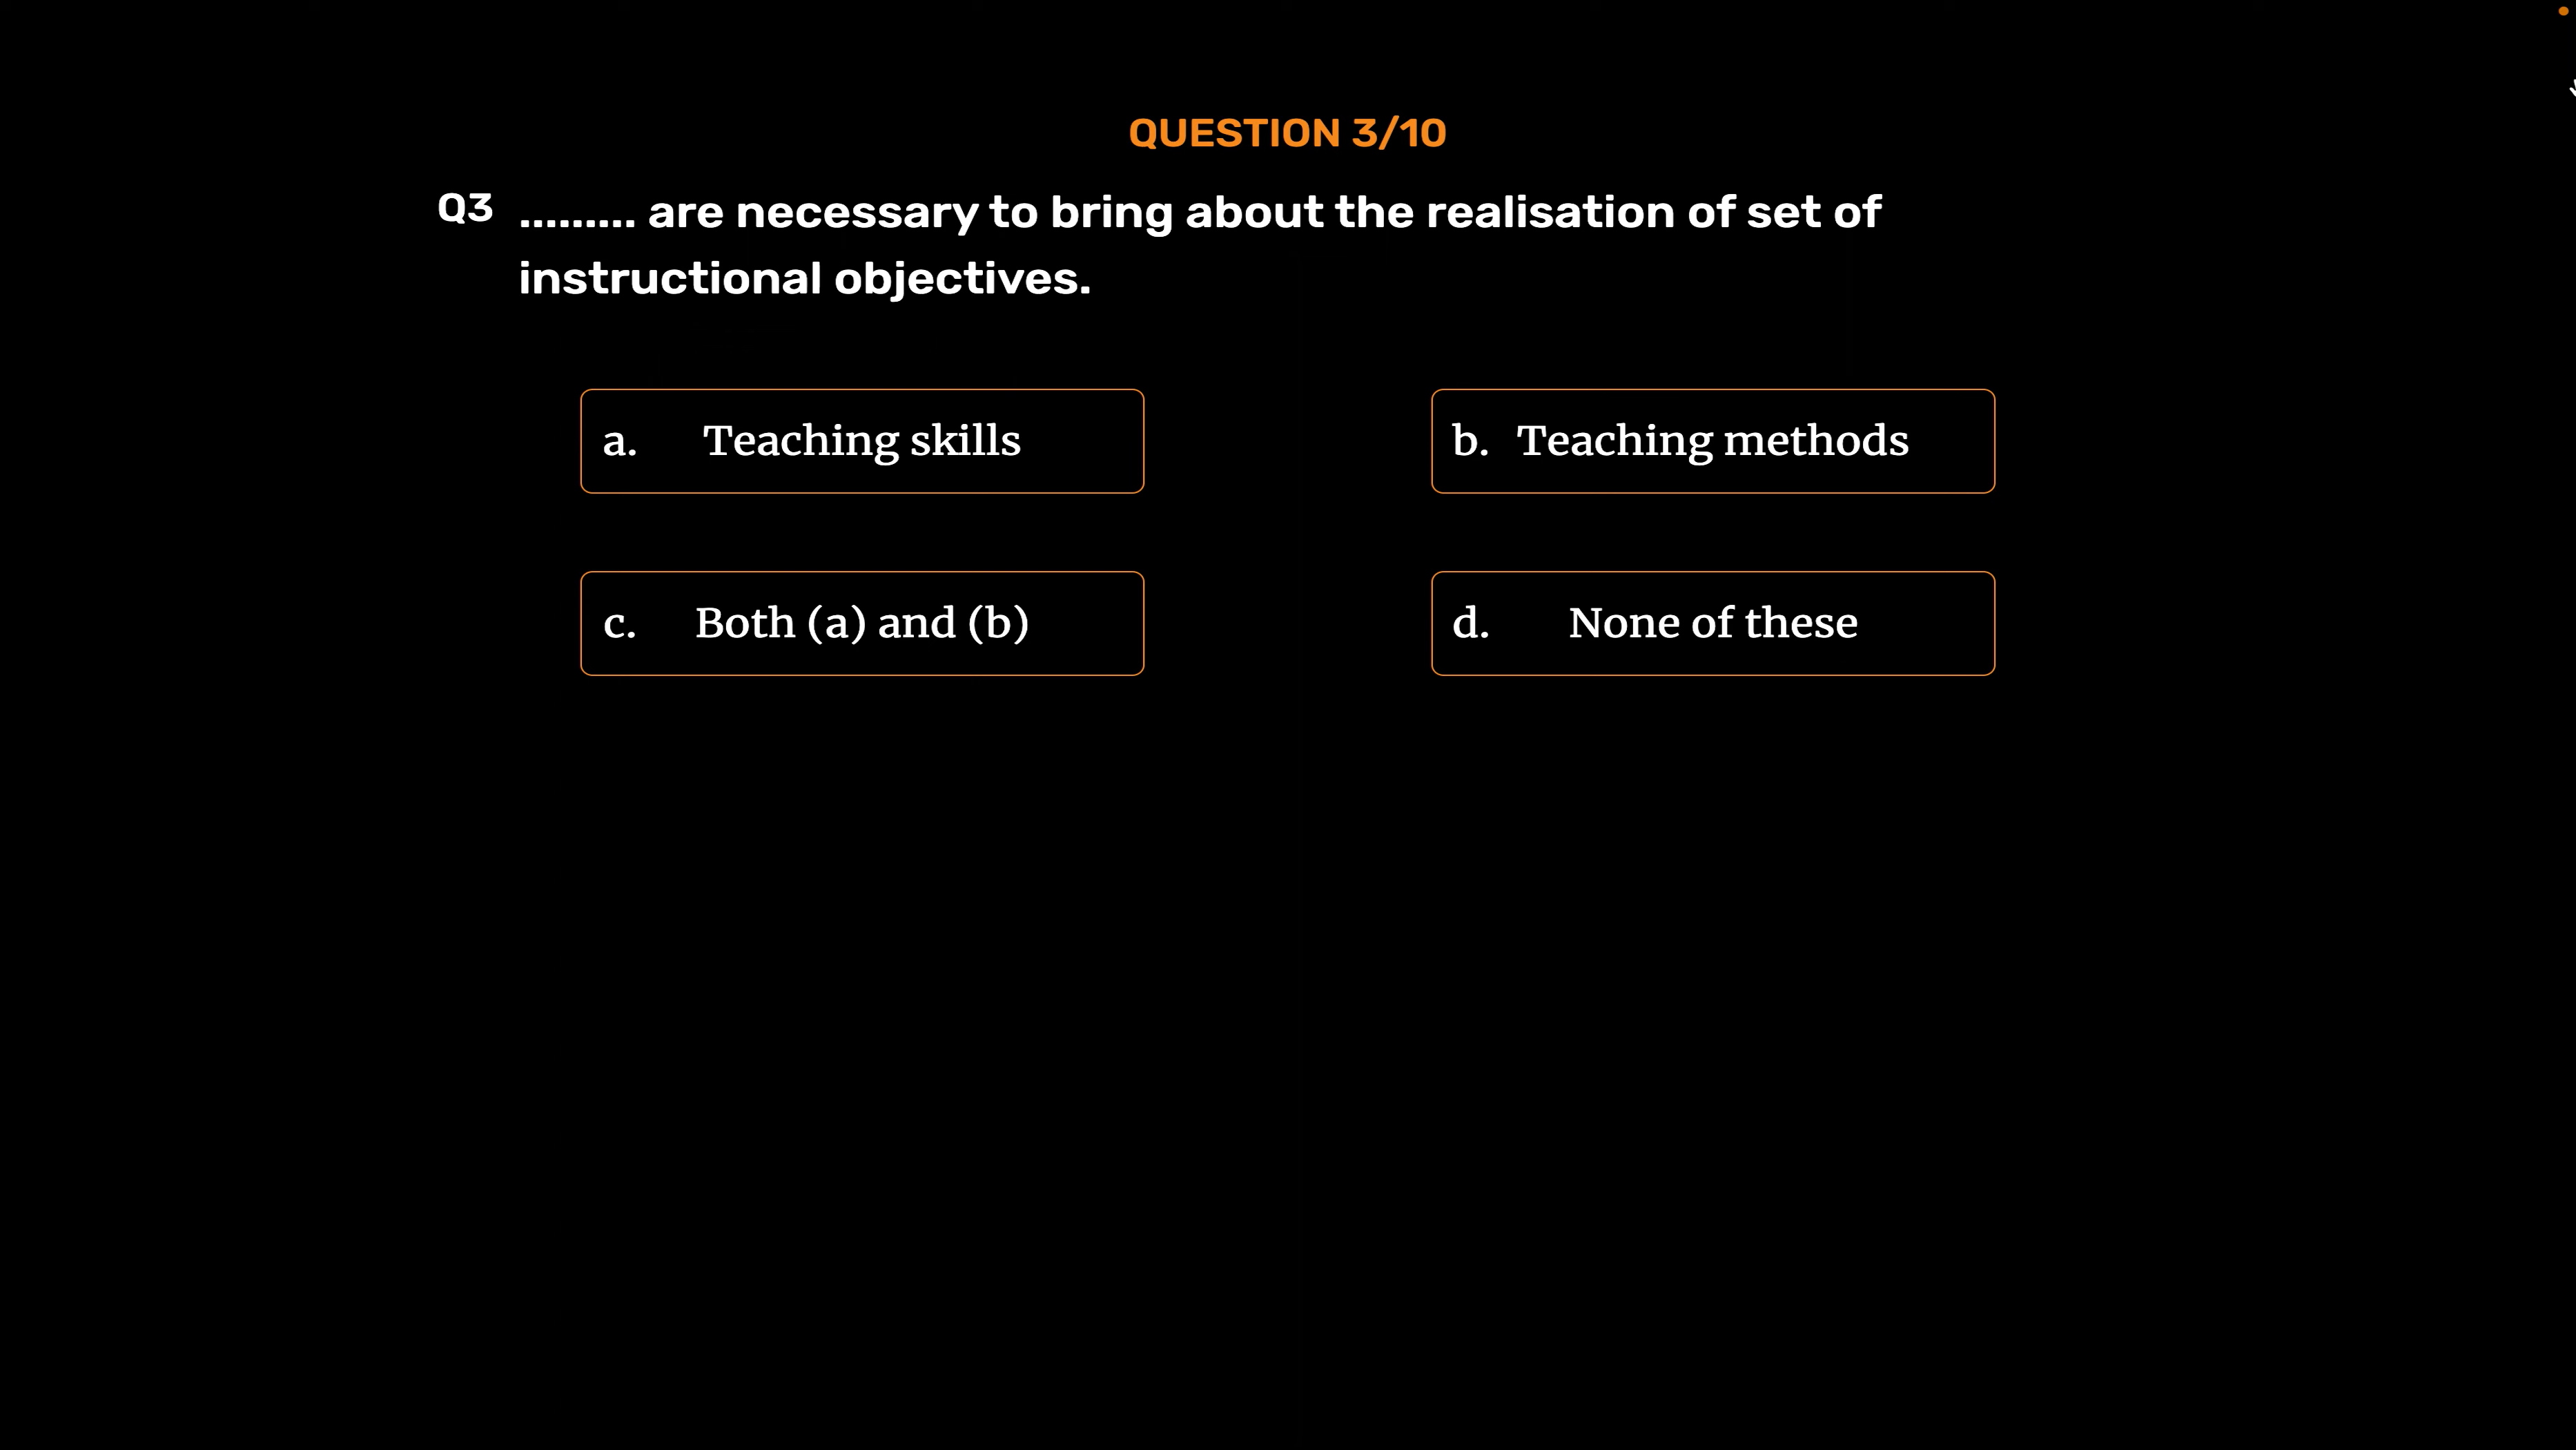 QUESTION 3/10
Q3 ......... are necessary to bring about the realisation of set of
instructional objectives.
a. Teaching skills
b. Teaching methods
c. Both (a) and (b)
d. None of these